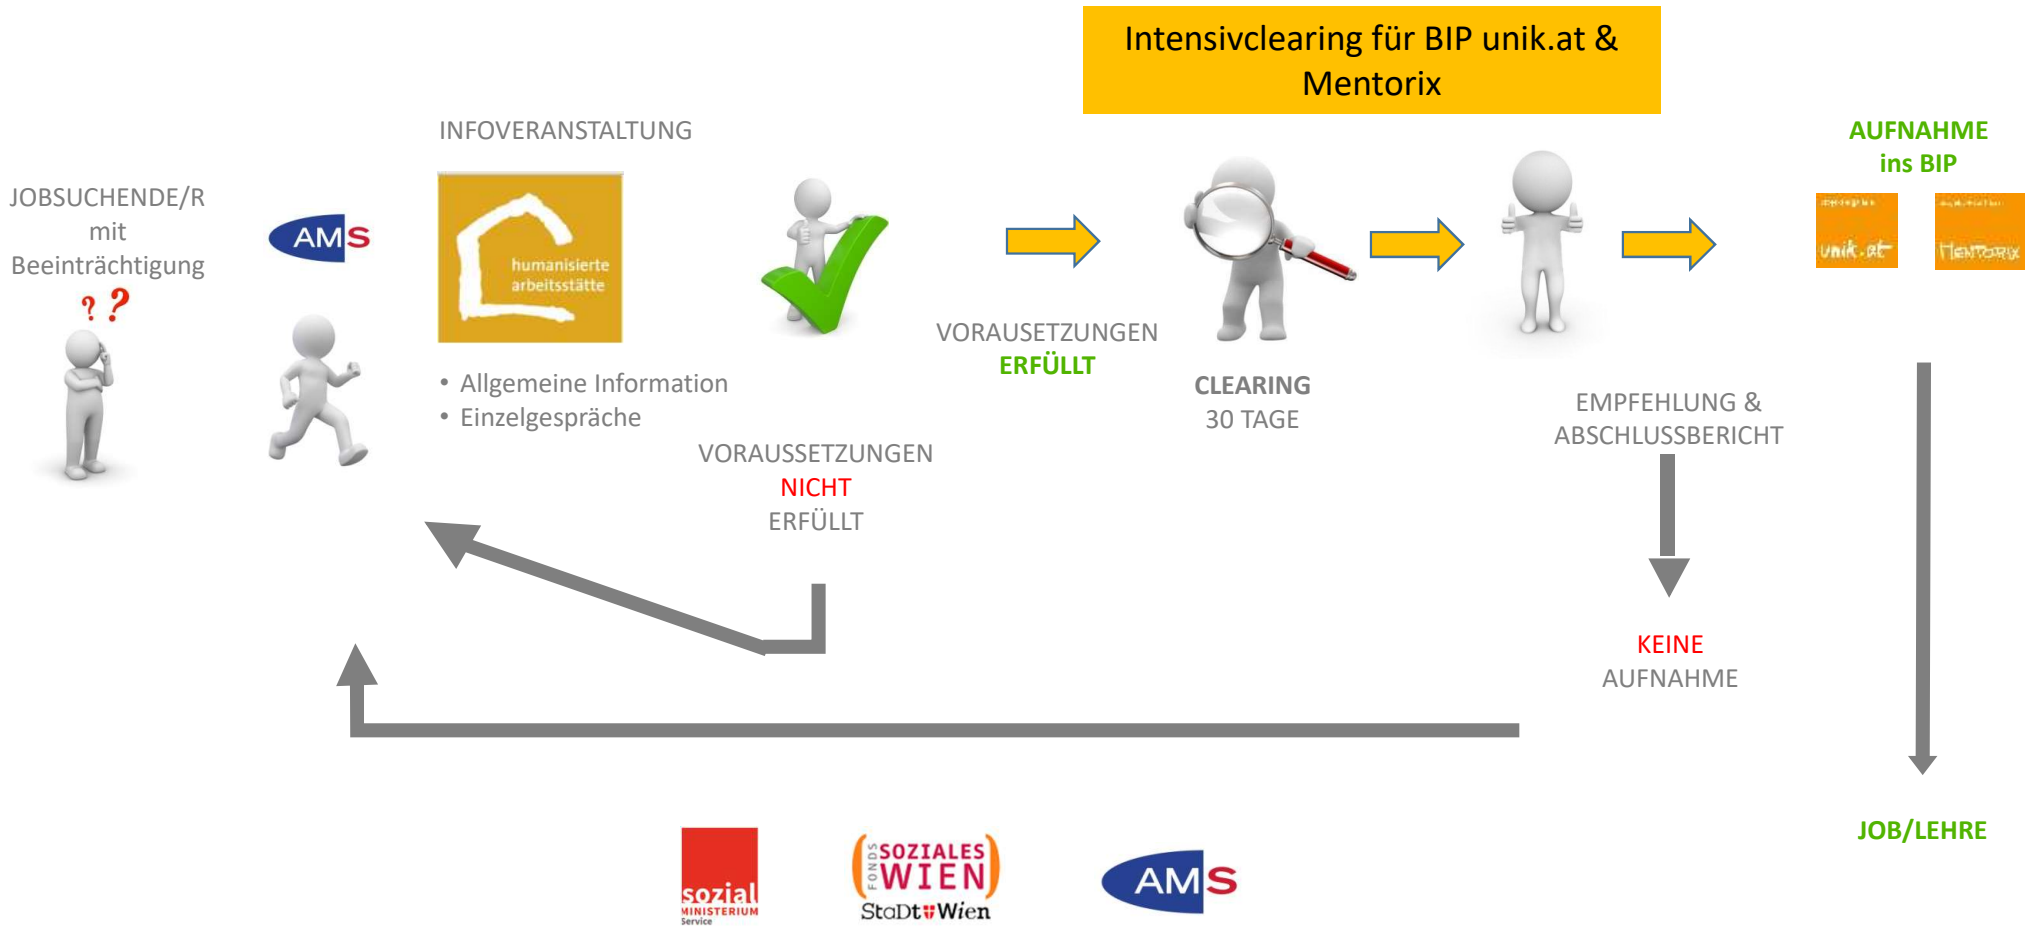 Intensivclearing für BIP unik.at &
Mentorix
INFOVERANSTALTUNG
AUFNAHME
ins BIP
JOBSUCHENDE/R
mit
Beeinträchtigung
? ?
AMS
humanisierte
arbeitsstätte
unik.at
MENTORIX
VORAUSETZUNGEN
ERFÜLLT
• Allgemeine Information
• Einzelgespräche
CLEARING
30 TAGE
EMPFEHLUNG &
ABSCHLUSSBERICHT
VORAUSSETZUNGEN
NICHT
ERFÜLLT
KEINE
AUFNAHME
JOB/LEHRE
sozial
MINISTERIUM
Service
FONDS
SOZIALES
WIEN
StaDt Wien
AMS